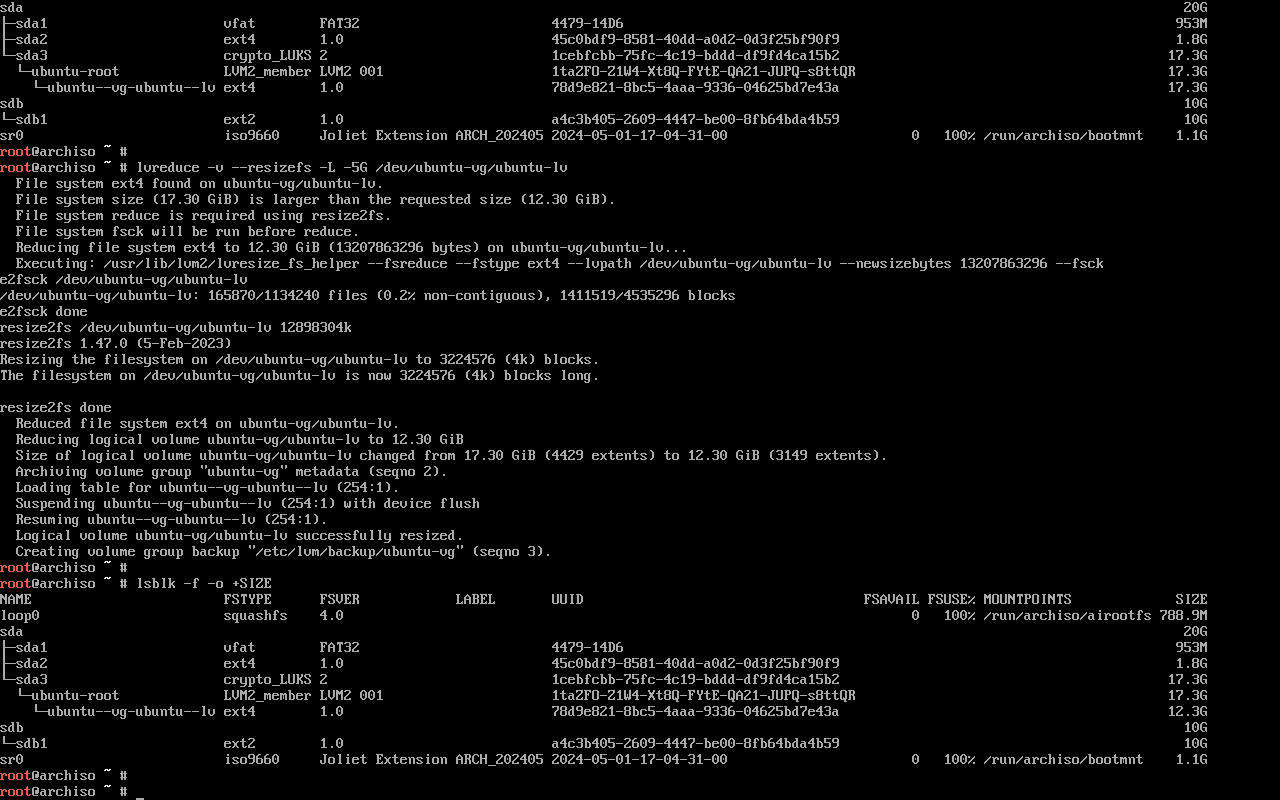 sda 20G
├─sda1 vfat FAT32 4479-14D6 953M
├─sda2 ext4 1.0 45c0bdf9-8581-40dd-a0d2-0d3f25bf90f9 1.8G
└─sda3 crypto_LUKS 2 1cebfcbb-75fc-4c19-bddd-df9fd4ca15b2 17.3G
  └─ubuntu-root LVM2_member LVM2 001 1ta2FO-Z1W4-Xt8Q-FYtE-QA21-JUPQ-s8ttQR 17.3G
    └─ubuntu--vg-ubuntu--lv ext4 1.0 78d9e821-8bc5-4aaa-9336-04625bd7e43a 17.3G
sdb 10G
└─sdb1 ext2 1.0 a4c3b405-2609-4447-be00-8fb64bda4b59 10G
sr0 iso9660 Joliet Extension ARCH_202405 2024-05-01-17-04-31-00 0 100% /run/archiso/bootmnt 1.1G
root@archiso ~ #
root@archiso ~ # lvreduce -v --resizefs -L -5G /dev/ubuntu-vg/ubuntu-lv
  File system ext4 found on ubuntu-vg/ubuntu-lv.
  File system size (17.30 GiB) is larger than the requested size (12.30 GiB).
  File system reduce is required using resize2fs.
  File system fsck will be run before reduce.
  Reducing file system ext4 to 12.30 GiB (13207863296 bytes) on ubuntu-vg/ubuntu-lv...
  Executing: /usr/lib/lvm2/lvresize_fs_helper --fsreduce --fstype ext4 --lvpath /dev/ubuntu-vg/ubuntu-lv --newsizebytes 13207863296 --fsck
e2fsck /dev/ubuntu-vg/ubuntu-lv
/dev/ubuntu-vg/ubuntu-lv: 165870/1134240 files (0.2% non-contiguous), 1411519/4535296 blocks
e2fsck done
resize2fs /dev/ubuntu-vg/ubuntu-lv 12898304k
resize2fs 1.47.0 (5-Feb-2023)
Resizing the filesystem on /dev/ubuntu-vg/ubuntu-lv to 3224576 (4k) blocks.
The filesystem on /dev/ubuntu-vg/ubuntu-lv is now 3224576 (4k) blocks long.

resize2fs done
  Reduced file system ext4 on ubuntu-vg/ubuntu-lv.
  Reducing logical volume ubuntu-vg/ubuntu-lv to 12.30 GiB
  Size of logical volume ubuntu-vg/ubuntu-lv changed from 17.30 GiB (4429 extents) to 12.30 GiB (3149 extents).
  Archiving volume group "ubuntu-vg" metadata (seqno 2).
  Loading table for ubuntu--vg-ubuntu--lv (254:1).
  Suspending ubuntu--vg-ubuntu--lv (254:1) with device flush
  Resuming ubuntu--vg-ubuntu--lv (254:1).
  Logical volume ubuntu-vg/ubuntu-lv successfully resized.
  Creating volume group backup "/etc/lvm/backup/ubuntu-vg" (seqno 3).
root@archiso ~ #
root@archiso ~ # lsblk -f -o +SIZE
NAME FSTYPE FSVER LABEL UUID FSAVAIL FSUSE% MOUNTPOINTS SIZE
loop0 squashfs 4.0 0 100% /run/archiso/airootfs 788.9M
sda 20G
├─sda1 vfat FAT32 4479-14D6 953M
├─sda2 ext4 1.0 45c0bdf9-8581-40dd-a0d2-0d3f25bf90f9 1.8G
└─sda3 crypto_LUKS 2 1cebfcbb-75fc-4c19-bddd-df9fd4ca15b2 17.3G
  └─ubuntu-root LVM2_member LVM2 001 1ta2FO-Z1W4-Xt8Q-FYtE-QA21-JUPQ-s8ttQR 17.3G
    └─ubuntu--vg-ubuntu--lv ext4 1.0 78d9e821-8bc5-4aaa-9336-04625bd7e43a 12.3G
sdb 10G
└─sdb1 ext2 1.0 a4c3b405-2609-4447-be00-8fb64bda4b59 10G
sr0 iso9660 Joliet Extension ARCH_202405 2024-05-01-17-04-31-00 0 100% /run/archiso/bootmnt 1.1G
root@archiso ~ #
root@archiso ~ # _